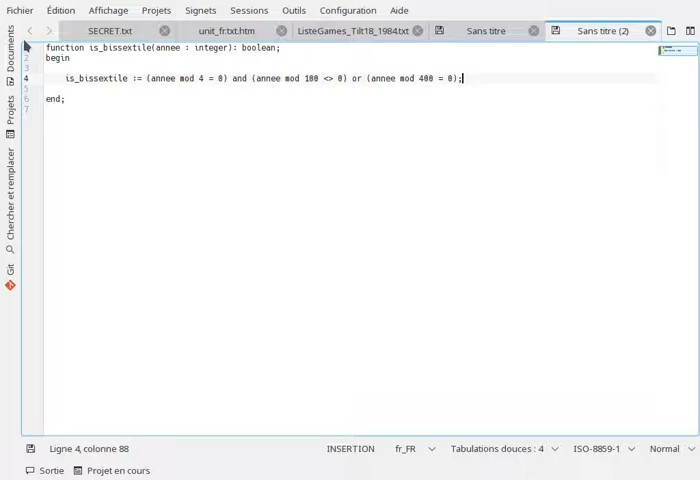 Fichier Édition Affichage Projets Signets Sessions Outils Configuration Aide
SECRET.txt unit_fr.txt.htm ListeGames_Tilt18_1984.txt Sans titre Sans titre (2)
Documents
Projets
Chercher et remplacer
Git
1 function is_bissextile(annee : integer): boolean;
2 begin
3
4 is_bissextile := (annee mod 4 = 0) and (annee mod 100 <> 0) or (annee mod 400 = 0);
5
6 end;
7
Ligne 4, colonne 88 INSERTION fr_FR Tabulations douces : 4 ISO-8859-1 Normal
Sortie Projet en cours